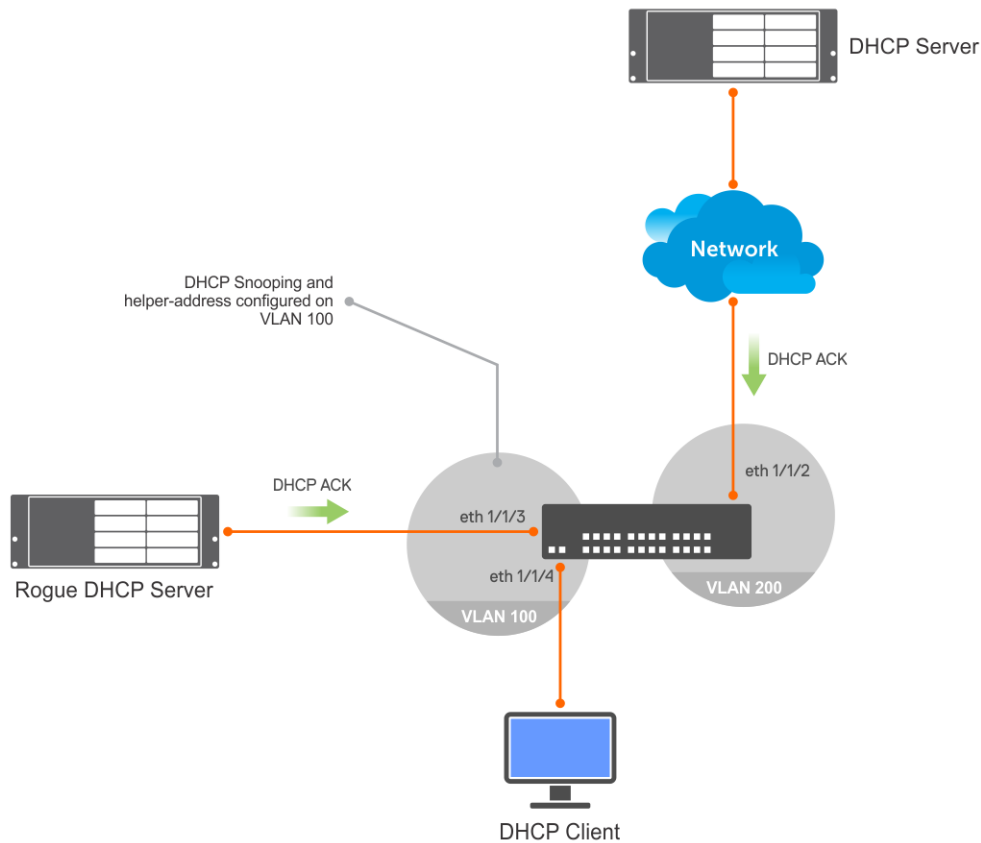 DHCP Server
Network
DHCP Snooping and
helper-address configured on
VLAN 100
DHCP ACK
eth 1/1/2
DHCP ACK
eth 1/1/3
Rogue DHCP Server
eth 1/1/4
VLAN 200
VLAN 100
DHCP Client